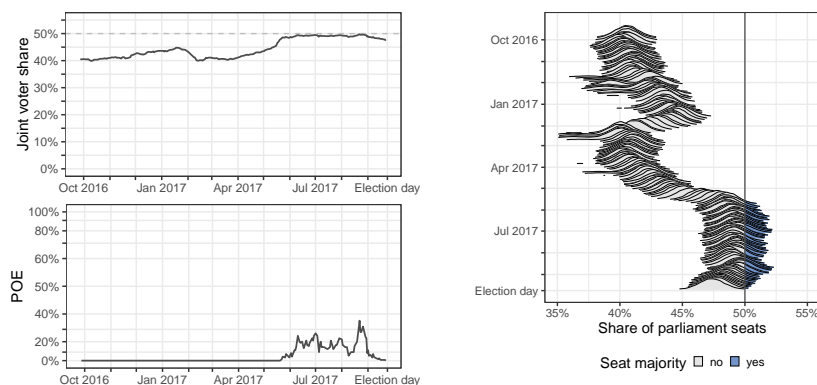 50%
40%
30%
20%
10%
0%
Joint voter share
Oct 2016 Jan 2017 Apr 2017 Jul 2017 Election day
100%
80%
60%
40%
20%
0%
POE
Oct 2016 Jan 2017 Apr 2017 Jul 2017 Election day
Oct 2016
Jan 2017
Apr 2017
Jul 2017
Election day
35% 40% 45% 50% 55%
Share of parliament seats
Seat majority no yes